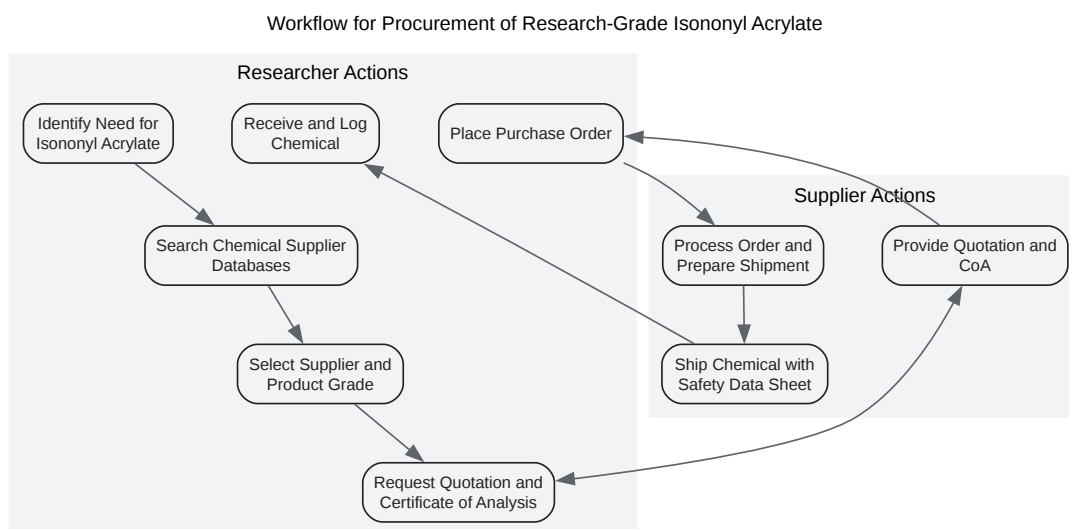 Workflow for Procurement of Research-Grade Isononyl Acrylate
Researcher Actions
Identify Need for
Isononyl Acrylate
Receive and Log
Chemical
Place Purchase Order
Supplier Actions
Search Chemical Supplier
Databases
Process Order and
Prepare Shipment
Provide Quotation and
CoA
Select Supplier and
Product Grade
Ship Chemical with
Safety Data Sheet
Request Quotation and
Certificate of Analysis